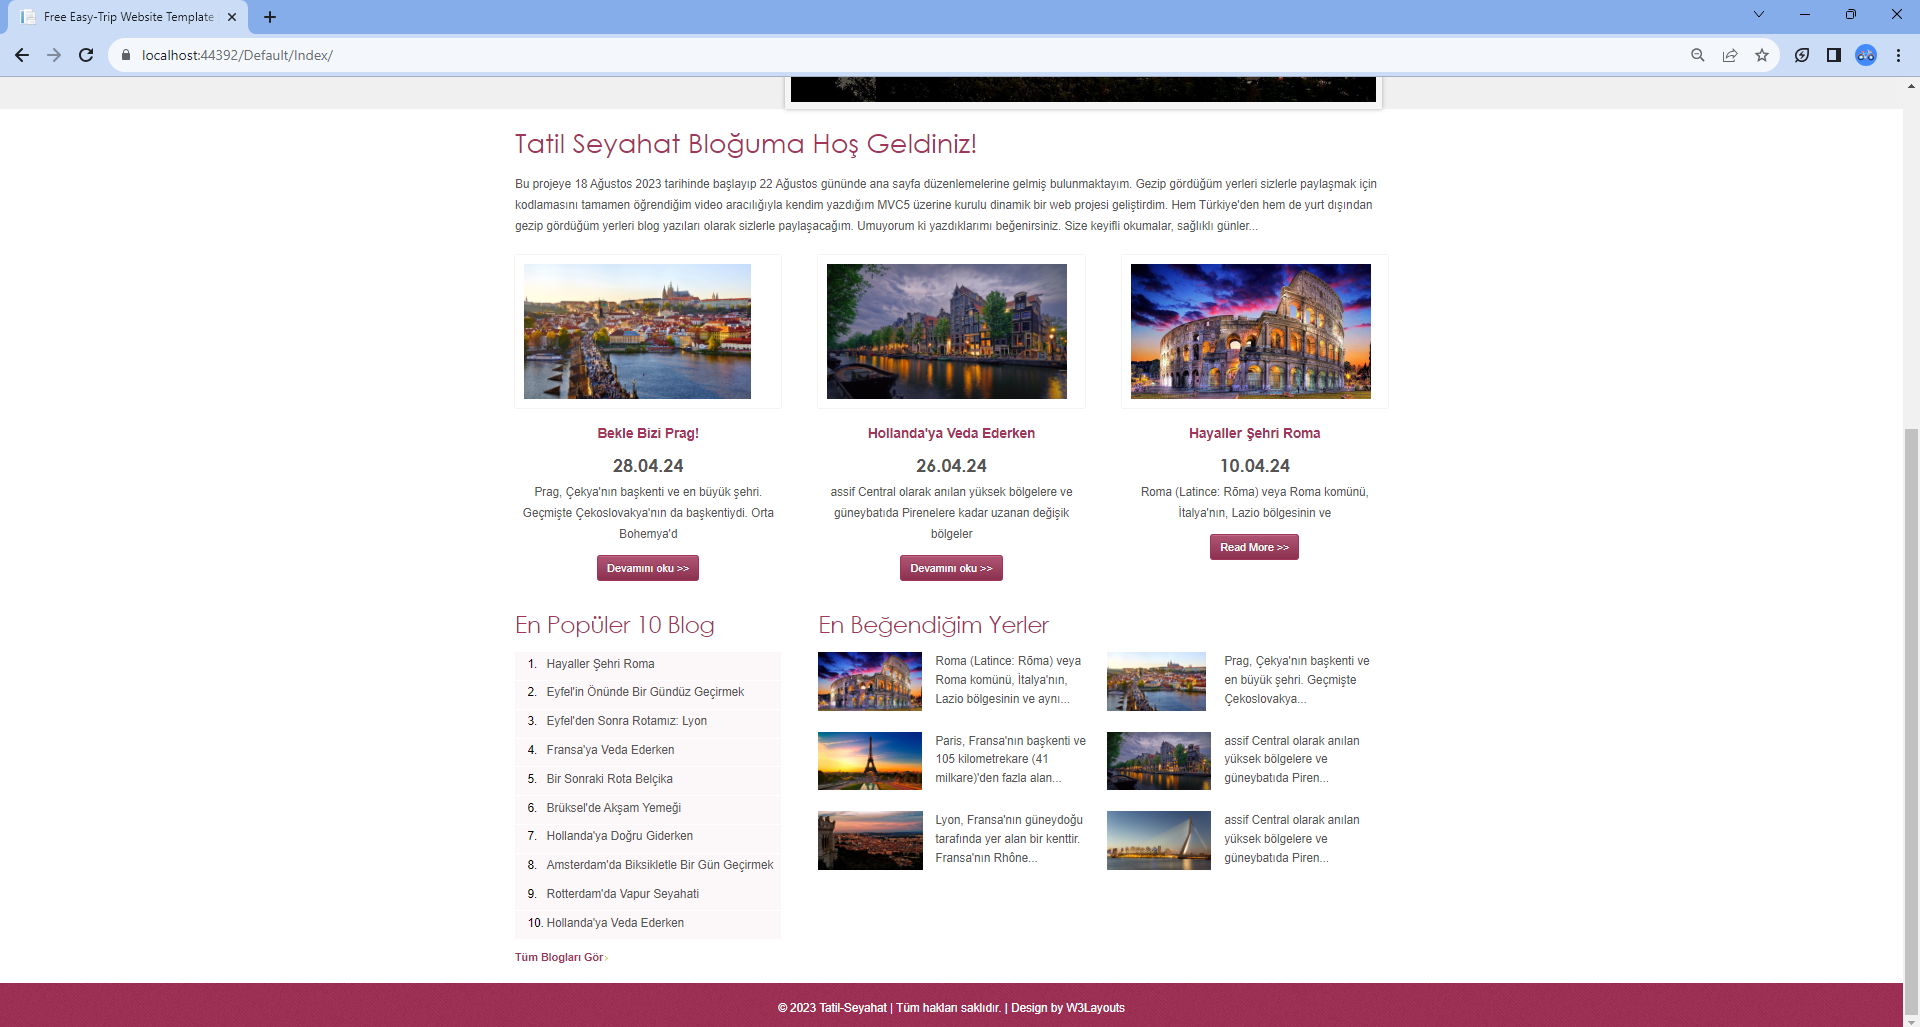 Free Easy-Trip Website Template
localhost:44392/Default/Index/
Tatil Seyahat Bloğuma Hoş Geldiniz!
Bu projeye 18 Ağustos 2023 tarihinde başlayıp 22 Ağustos gününde ana sayfa düzenlemelerine gelmiş bulunmaktayım. Gezip gördüğüm yerleri sizlerle paylaşmak için
kodlamasını tamamen öğrendiğim video aracılığıyla kendim yazdığım MVC5 üzerine kurulu dinamik bir web projesi geliştirdim. Hem Türkiye'den hem de yurt dışından
gezip gördüğüm yerleri blog yazıları olarak sizlerle paylaşacağım. Umuyorum ki yazdıklarımı beğenirsiniz. Size keyifli okumalar, sağlıklı günler...
Bekle Bizi Prag!
28.04.24
Prag, Çekya'nın başkenti ve en büyük şehri.
Geçmişte Çekoslovakya'nın da başkentiydi. Orta
Bohemya'd
Devamını oku >>
Hollanda'ya Veda Ederken
26.04.24
assif Central olarak anılan yüksek bölgelere ve
güneybatıda Pirenelere kadar uzanan değişik
bölgeler
Devamını oku >>
Hayaller Şehri Roma
10.04.24
Roma (Latince: Rōma) veya Roma komünü,
İtalya'nın, Lazio bölgesinin ve
Read More >>
En Popüler 10 Blog
1. Hayaller Şehri Roma
2. Eyfel'in Önünde Bir Gündüz Geçirmek
3. Eyfel'den Sonra Rotamız: Lyon
4. Fransa'ya Veda Ederken
5. Bir Sonraki Rota Belçika
6. Brüksel'de Akşam Yemeği
7. Hollanda'ya Doğru Giderken
8. Amsterdam'da Biksikletle Bir Gün Geçirmek
9. Rotterdam'da Vapur Seyahati
10. Hollanda'ya Veda Ederken
Tüm Blogları Gör
En Beğendiğim Yerler
Roma (Latince: Rōma) veya
Roma komünü, İtalya'nın,
Lazio bölgesinin ve aynı...
Prag, Çekya'nın başkenti ve
en büyük şehri. Geçmişte
Çekoslovakya...
Paris, Fransa'nın başkenti ve
105 kilometrekare (41
milkare)'den fazla alan...
assif Central olarak anılan
yüksek bölgelere ve
güneybatıda Piren...
Lyon, Fransa'nın güneydoğu
tarafında yer alan bir kenttir.
Fransa'nın Rhône...
assif Central olarak anılan
yüksek bölgelere ve
güneybatıda Piren...
© 2023 Tatil-Seyahat | Tüm hakları saklıdır. | Design by W3Layouts